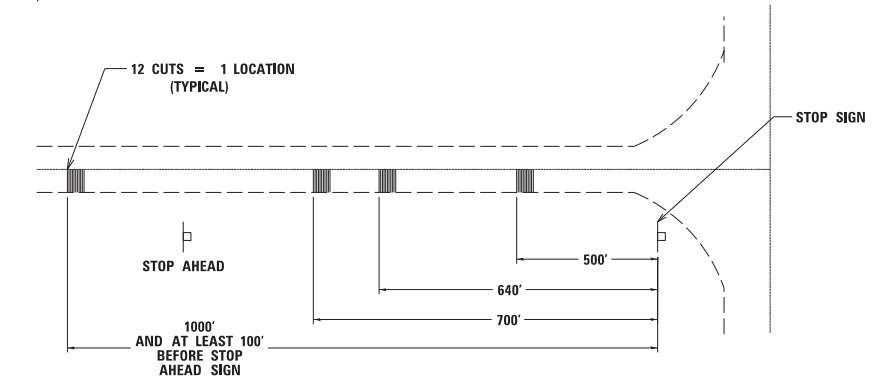 12 CUTS = 1 LOCATION
(TYPICAL)
STOP SIGN
STOP AHEAD
500'
640'
700'
1000'
AND AT LEAST 100'
BEFORE STOP
AHEAD SIGN